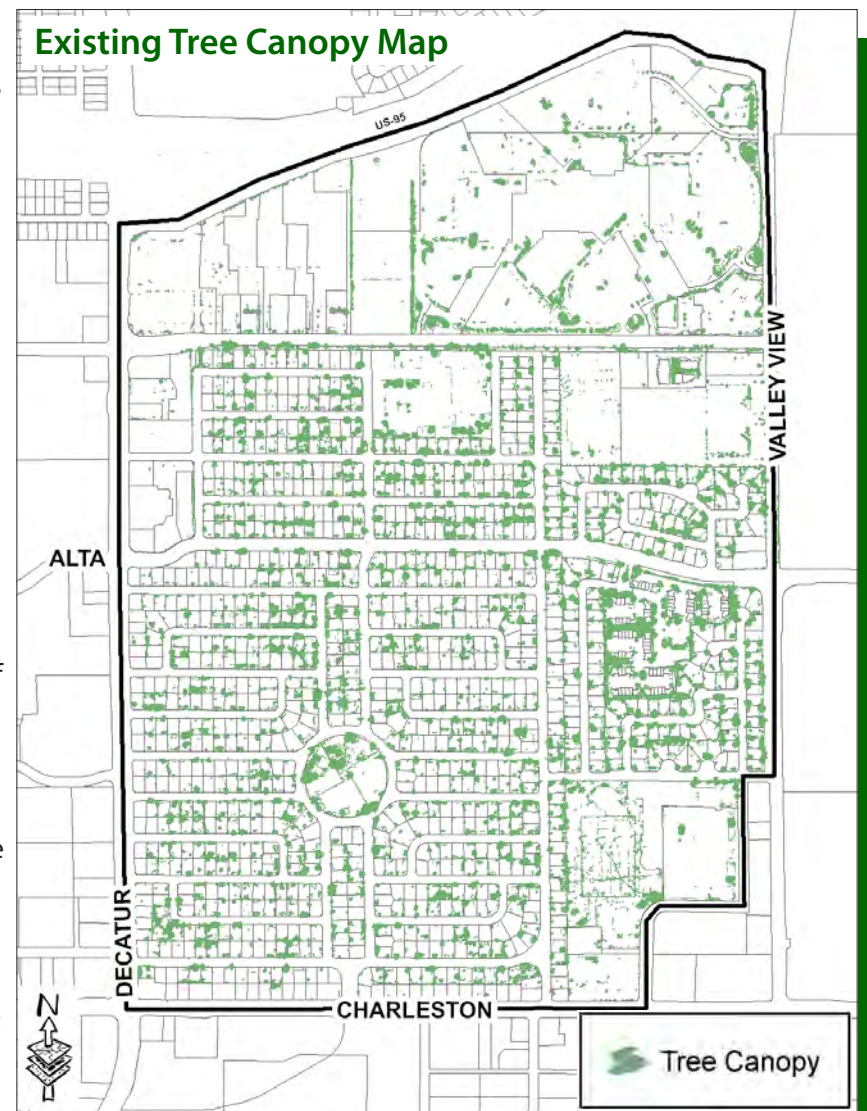 Existing Tree Canopy Map
US-95
VALLEY VIEW
ALTA
DECATUR
CHARLESTON
N
Tree Canopy